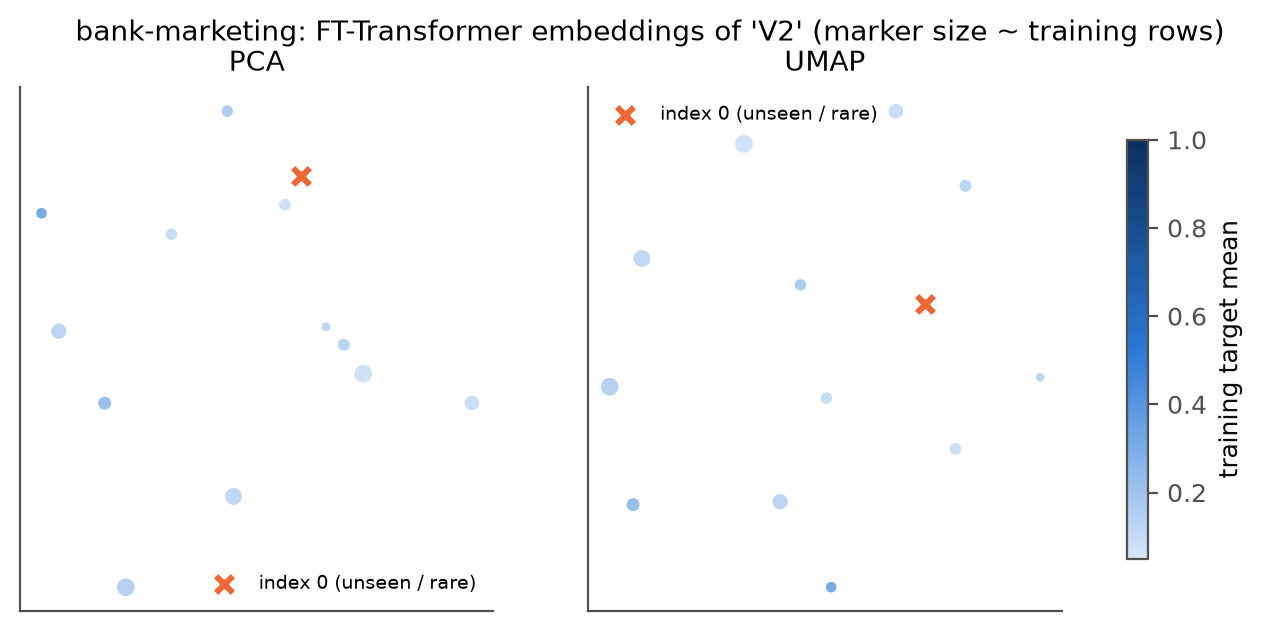 bank-marketing: FT-Transformer embeddings of 'V2' (marker size ~ training rows)
PCA
UMAP
index 0 (unseen / rare)
index 0 (unseen / rare)
1.0
0.8
0.6
0.4
0.2
training target mean